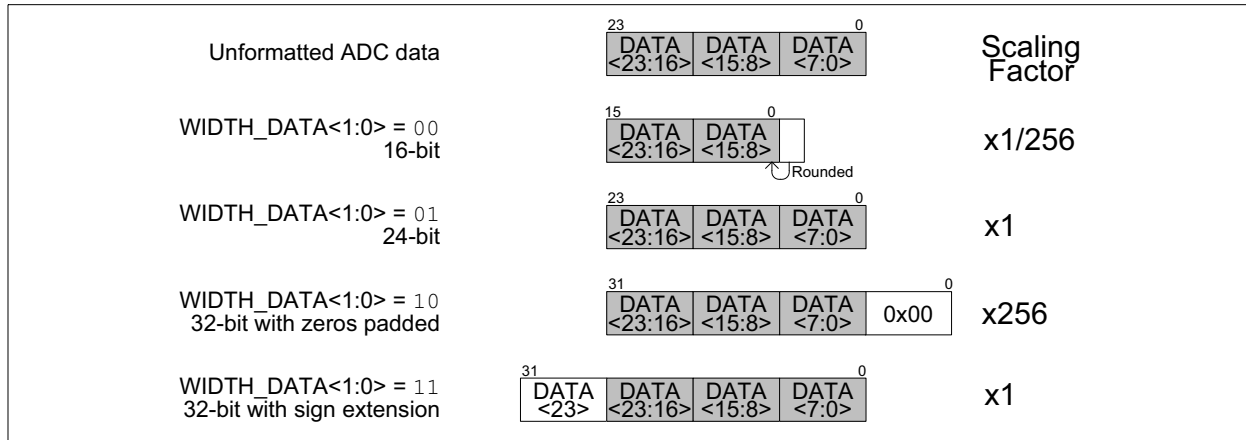 23 0
Unformatted ADC data DATA DATA DATA Scaling
<23:16> <15:8> <7:0> Factor
15 0
WIDTH_DATA<1:0> = 00 DATA DATA x1/256
16-bit <23:16> <15:8>
Rounded
23 0
WIDTH_DATA<1:0> = 01 DATA DATA DATA x1
24-bit <23:16> <15:8> <7:0>
31 0
WIDTH_DATA<1:0> = 10 DATA DATA DATA 0x00 x256
32-bit with zeros padded <23:16> <15:8> <7:0>
31 0
WIDTH_DATA<1:0> = 11 DATA DATA DATA DATA x1
32-bit with sign extension <23> <23:16> <15:8> <7:0>